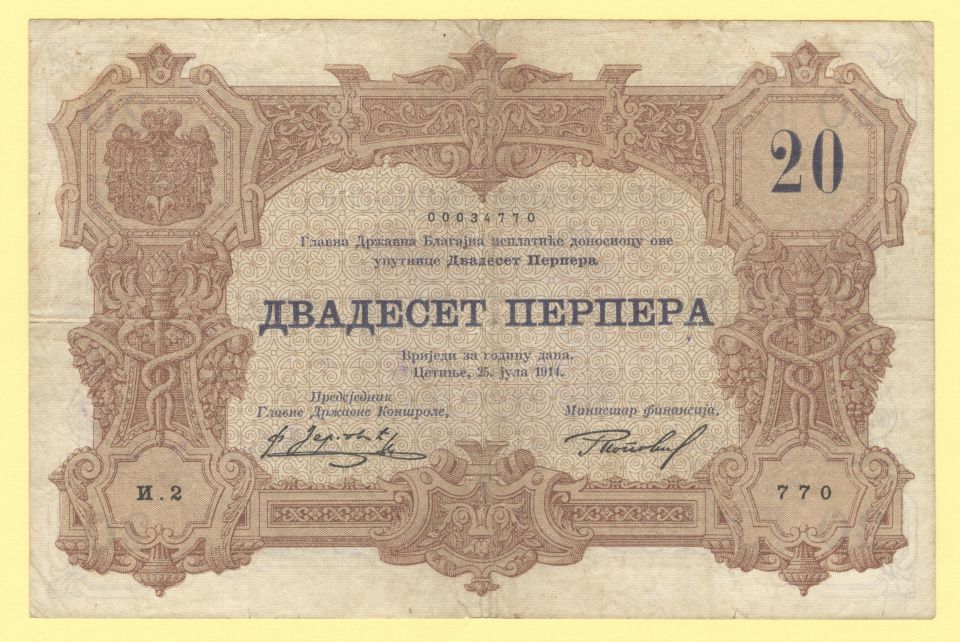 20
00034770
Главна Државна Благајна исплатиће доносиоцу ове
упутнице Двадесет Перпера
ДВАДЕСЕТ ПЕРПЕРА
Вриједи за годину дана.
Цетиње, 25. јула 1914.
Предсједник
Главне Државне Контроле,
Министар финансија,
И.2
770